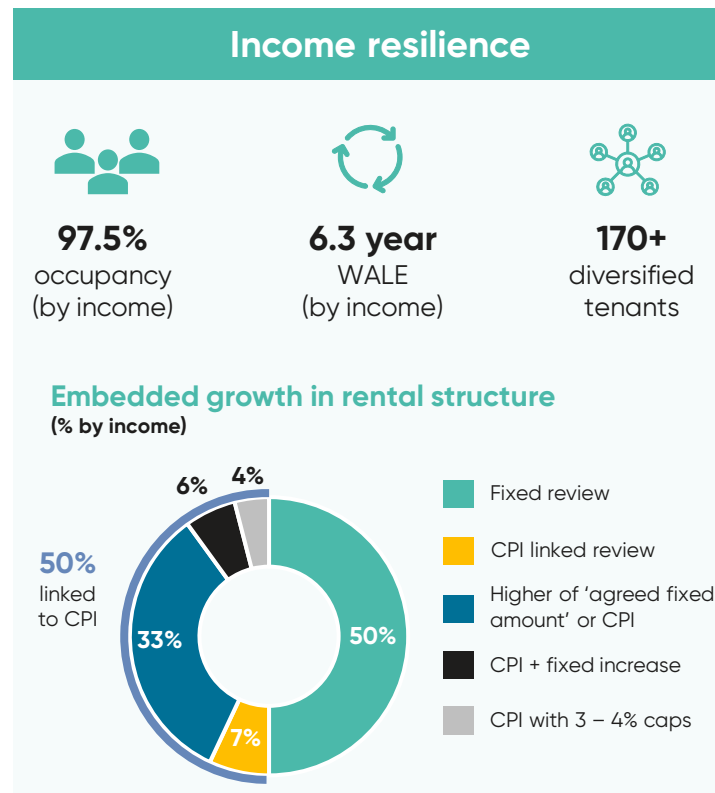 Income resilience
97.5%
occupancy
(by income)
6.3 year
WALE
(by income)
170+
diversified
tenants
Embedded growth in rental structure
(% by income)
6%
4%
50%
linked
to CPI
33%
50%
7%
Fixed review
CPI linked review
Higher of ‘agreed fixed
amount’ or CPI
CPI + fixed increase
CPI with 3 – 4% caps